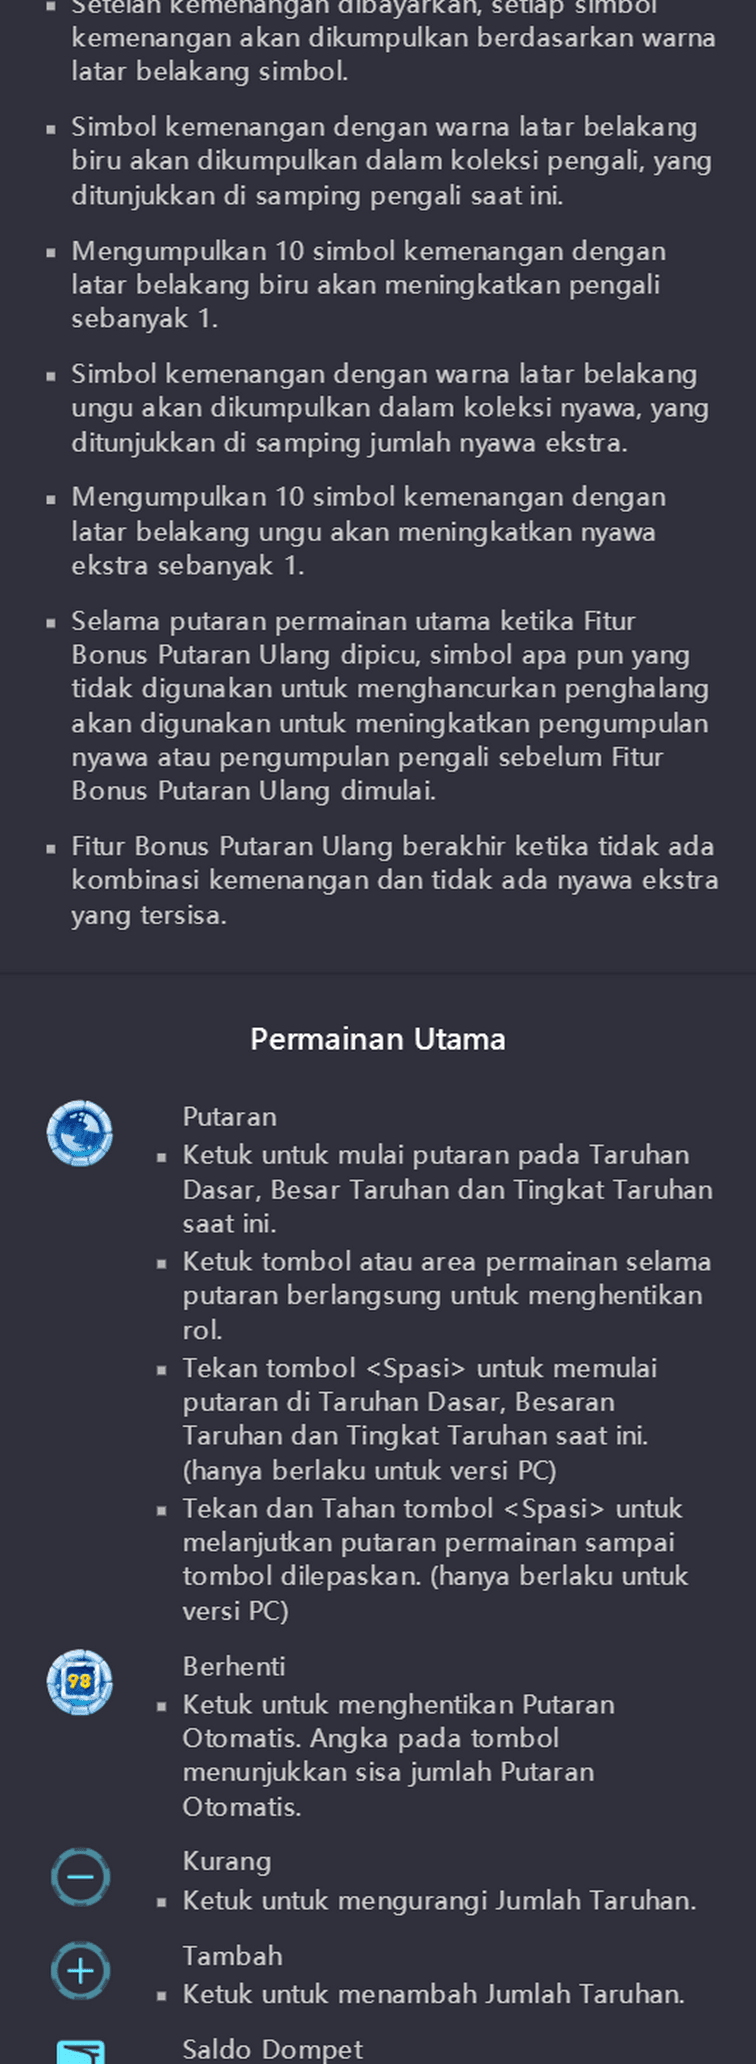 Setelah kemenangan dibayarkan, setiap simbol
kemenangan akan dikumpulkan berdasarkan warna
latar belakang simbol.
Simbol kemenangan dengan warna latar belakang
biru akan dikumpulkan dalam koleksi pengali, yang
ditunjukkan di samping pengali saat ini.
Mengumpulkan 10 simbol kemenangan dengan
latar belakang biru akan meningkatkan pengali
sebanyak 1.
Simbol kemenangan dengan warna latar belakang
ungu akan dikumpulkan dalam koleksi nyawa, yang
ditunjukkan di samping jumlah nyawa ekstra.
Mengumpulkan 10 simbol kemenangan dengan
latar belakang ungu akan meningkatkan nyawa
ekstra sebanyak 1.
Selama putaran permainan utama ketika Fitur
Bonus Putaran Ulang dipicu, simbol apa pun yang
tidak digunakan untuk menghancurkan penghalang
akan digunakan untuk meningkatkan pengumpulan
nyawa atau pengumpulan pengali sebelum Fitur
Bonus Putaran Ulang dimulai.
Fitur Bonus Putaran Ulang berakhir ketika tidak ada
kombinasi kemenangan dan tidak ada nyawa ekstra
yang tersisa.
Permainan Utama
Putaran
Ketuk untuk mulai putaran pada Taruhan
Dasar, Besar Taruhan dan Tingkat Taruhan
saat ini.
Ketuk tombol atau area permainan selama
putaran berlangsung untuk menghentikan
rol.
Tekan tombol <Spasi> untuk memulai
putaran di Taruhan Dasar, Besaran
Taruhan dan Tingkat Taruhan saat ini.
(hanya berlaku untuk versi PC)
Tekan dan Tahan tombol <Spasi> untuk
melanjutkan putaran permainan sampai
tombol dilepaskan. (hanya berlaku untuk
versi PC)
98
Berhenti
Ketuk untuk menghentikan Putaran
Otomatis. Angka pada tombol
menunjukkan sisa jumlah Putaran
Otomatis.
Kurang
Ketuk untuk mengurangi Jumlah Taruhan.
Tambah
Ketuk untuk menambah Jumlah Taruhan.
Saldo Dompet